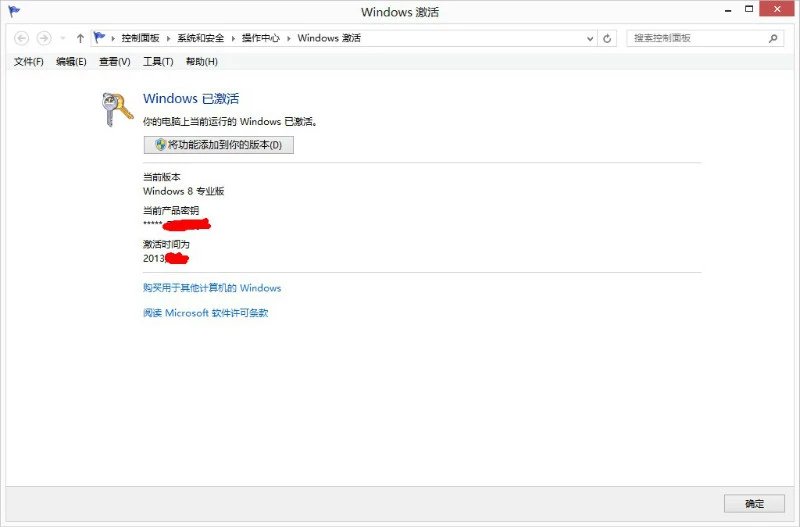 Windows 激活
控制面板 系统和安全 操作中心 Windows 激活
搜索控制面板
文件(F) 编辑(E) 查看(V) 工具(T) 帮助(H)
Windows 已激活
你的电脑上当前运行的 Windows 已激活。
将功能添加到你的版本(D)
当前版本
Windows 8 专业版
当前产品密钥
*****
激活时间为
2013
购买用于其他计算机的 Windows
阅读 Microsoft 软件许可条款
确定